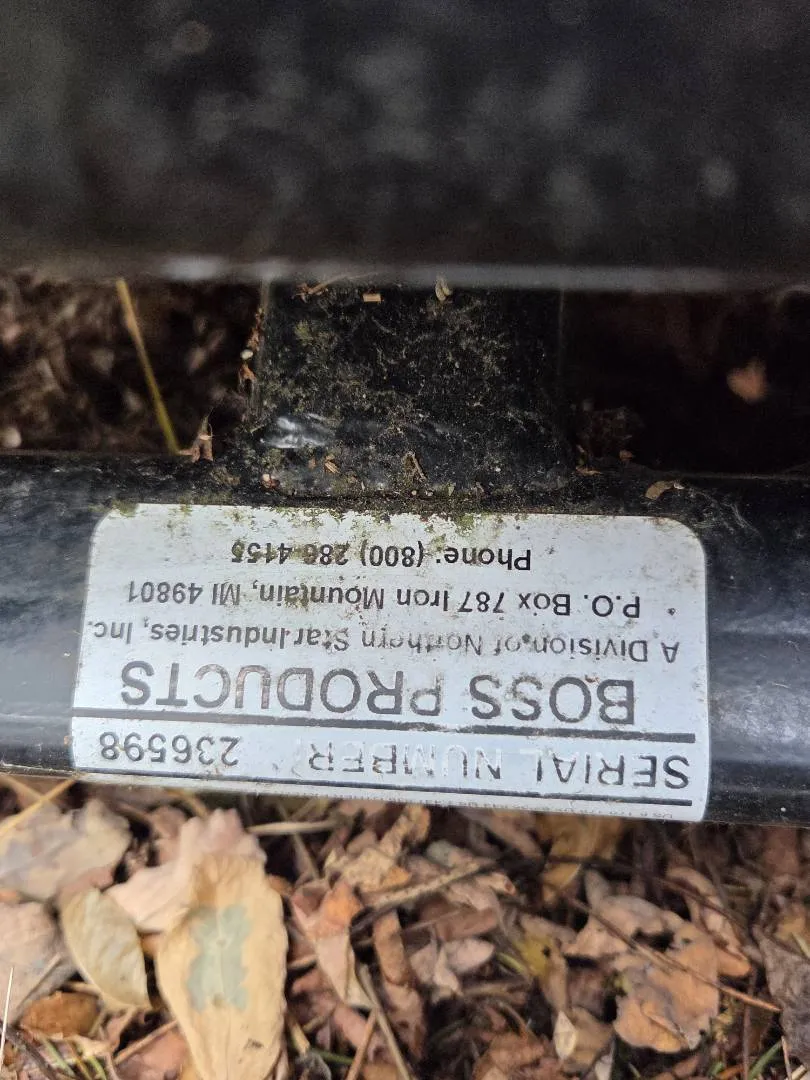 SERIAL NUMBER 236598
BOSS PRODUCTS
A Division of Northern Star Industries, Inc.
P.O. Box 787 Iron Mountain, MI 49801
Phone: (800) 286 4155